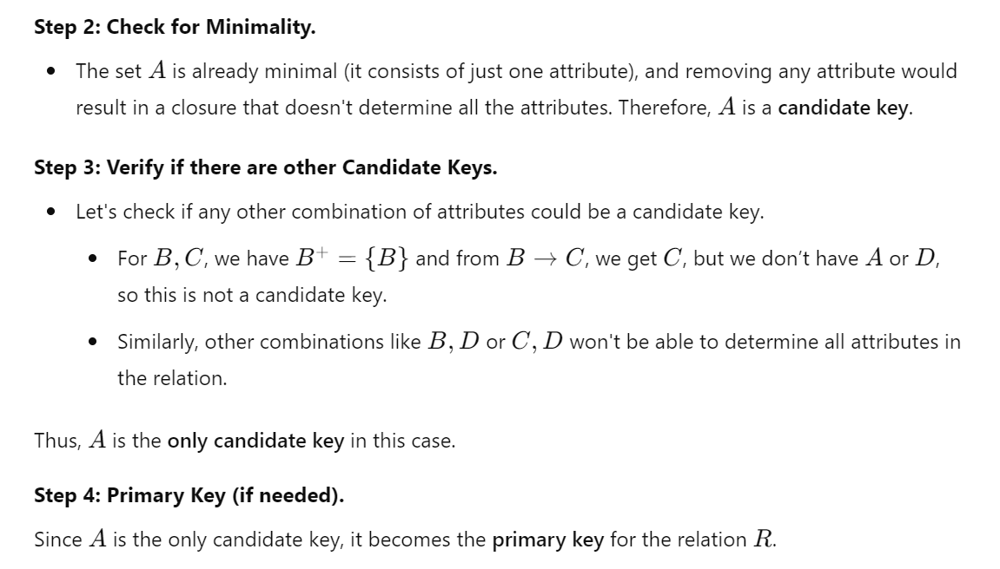 Step 2: Check for Minimality.
• The set A is already minimal (it consists of just one attribute), and removing any attribute would
result in a closure that doesn't determine all the attributes. Therefore, A is a candidate key.
Step 3: Verify if there are other Candidate Keys.
• Let's check if any other combination of attributes could be a candidate key.
• For B, C, we have B⁺ = {B} and from B → C, we get C, but we don’t have A or D,
so this is not a candidate key.
• Similarly, other combinations like B, D or C, D won't be able to determine all attributes in
the relation.
Thus, A is the only candidate key in this case.
Step 4: Primary Key (if needed).
Since A is the only candidate key, it becomes the primary key for the relation R.